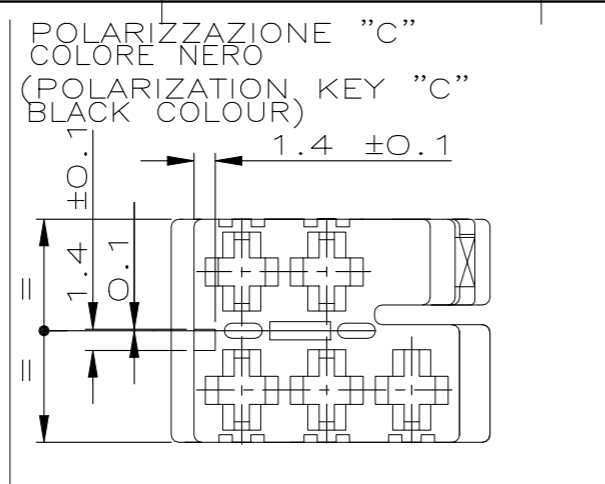 POLARIZZAZIONE "C"
COLORE NERO
(POLARIZATION KEY "C"
BLACK COLOUR)
1.4 ±0.1
1.4 ±0.1
0.1
=
=